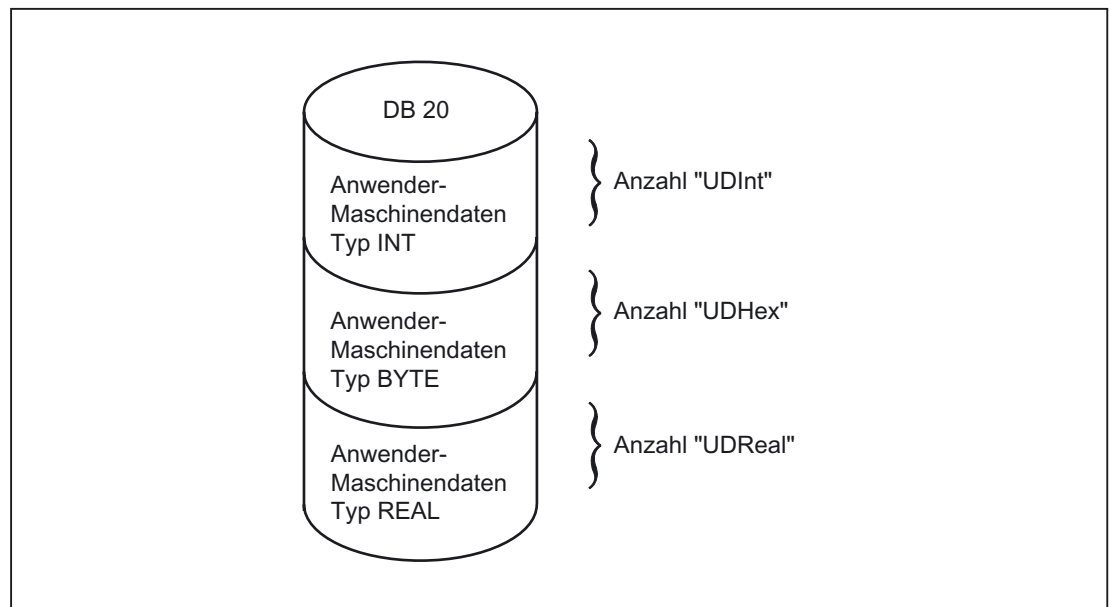 DB 20
Anwender-
Maschinendaten
Typ INT
Anzahl "UDInt"
Anwender-
Maschinendaten
Typ BYTE
Anzahl "UDHex"
Anwender-
Maschinendaten
Typ REAL
Anzahl "UDReal"